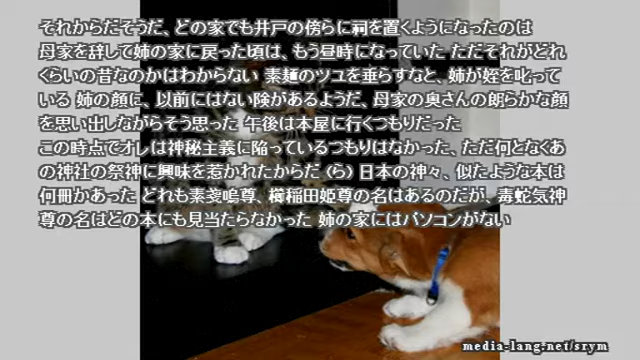 それからだそうだ、どの家でも井戸の傍らに祠を置くようになったのは
母家を辞して姉の家に戻った頃は、もう昼時になっていた ただそれがどれ
くらいの昔なのかはわからない 素麺のツユを垂らすなと、姉が姪を叱って
いる 姉の顔に、以前にはない険があるようだ、母家の奥さんの朗らかな顔
を思い出しながらそう思った 午後は本屋に行くつもりだった
この時点でオレは神秘主義に陥っているつもりはなかった、ただ何となくあ
の神社の祭神に興味を惹かれたからだ（ら）日本の神々、似たような本は
何冊かあった どれも素戔嗚尊、櫛稲田姫尊の名はあるのだが、毒蛇気神
尊の名はどの本にも見当たらなかった 姉の家にはパソコンがない
media-lang.net/srym